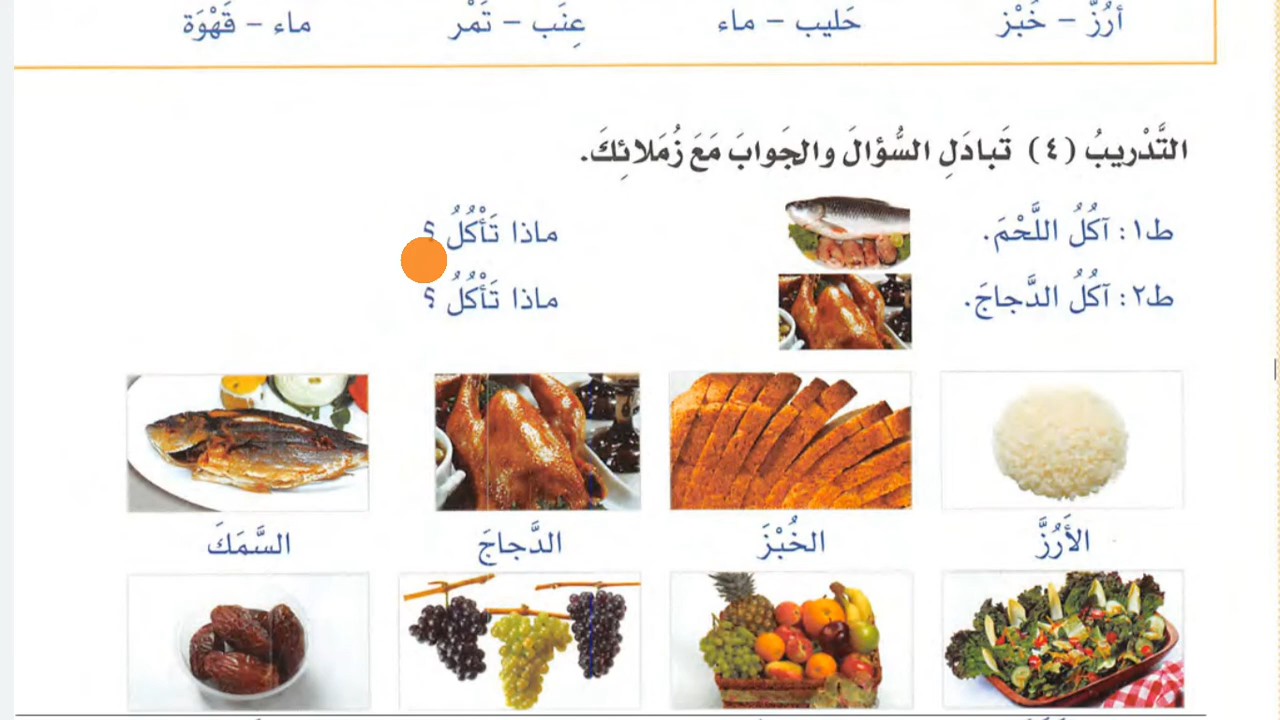 أرُزّ – خُبْز حَليب – ماء عِنَب – تَمْر ماء – قَهْوَة
التَّدْريبُ (٤) تَبادَلِ السُّؤالَ والجَوابَ مَعَ زُمَلائِكَ.
ط١: آكُلُ اللَّحْمَ. ماذا تَأْكُلُ ؟
ط٢: آكُلُ الدَّجاجَ. ماذا تَأْكُلُ ؟
الأَرُزَّ الخُبْزَ الدَّجاجَ السَّمَكَ